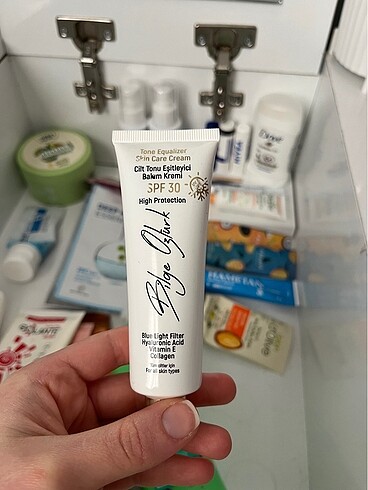 Tone Equalizer
Skin Care Cream
Cilt Tonu Eşitleyici
Bakım Kremi
SPF 30
High Protection
Bilge Öztürk
Blue Light Filter
Hyaluronic Acid
Vitamin E
Collagen
Tüm ciltler için
For all skin types
Dove
HAMETAN